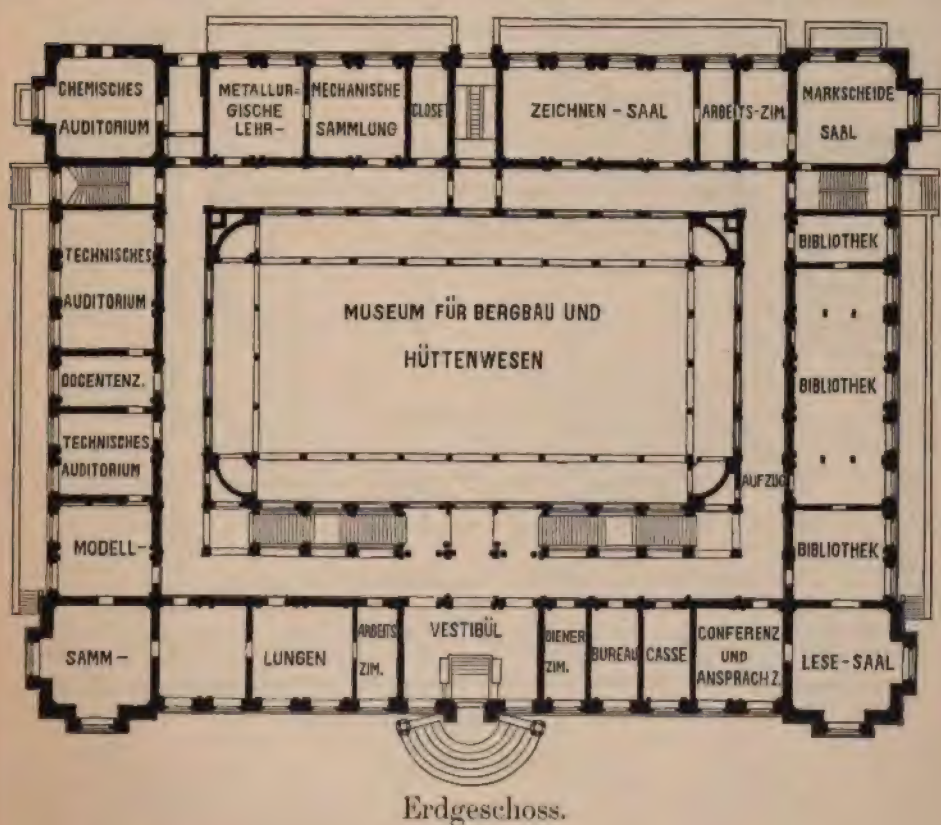 CHEMISCHES
AUDITORIUM
METALLUR=
GISCHE
LEHR-
MECHANISCHE
SAMMLUNG
CLOSET
ZEICHNEN-SAAL
ARBEITS-ZIM.
MARKSCHEIDE
SAAL
TECHNISCHES
AUDITORIUM
DOCENTENZ.
TECHNISCHES
AUDITORIUM
MODELL-
MUSEUM FÜR BERGBAU UND
HÜTTENWESEN
BIBLIOTHEK
BIBLIOTHEK
AUFZUG
BIBLIOTHEK
SAMM-
LUNGEN
ARBEITS
ZIM.
VESTIBÜL
DIENER
ZIM.
BUREAU
CASSE
CONFERENZ
UND
ANSPRACHZ.
LESE-SAAL
Erdgeschoss.